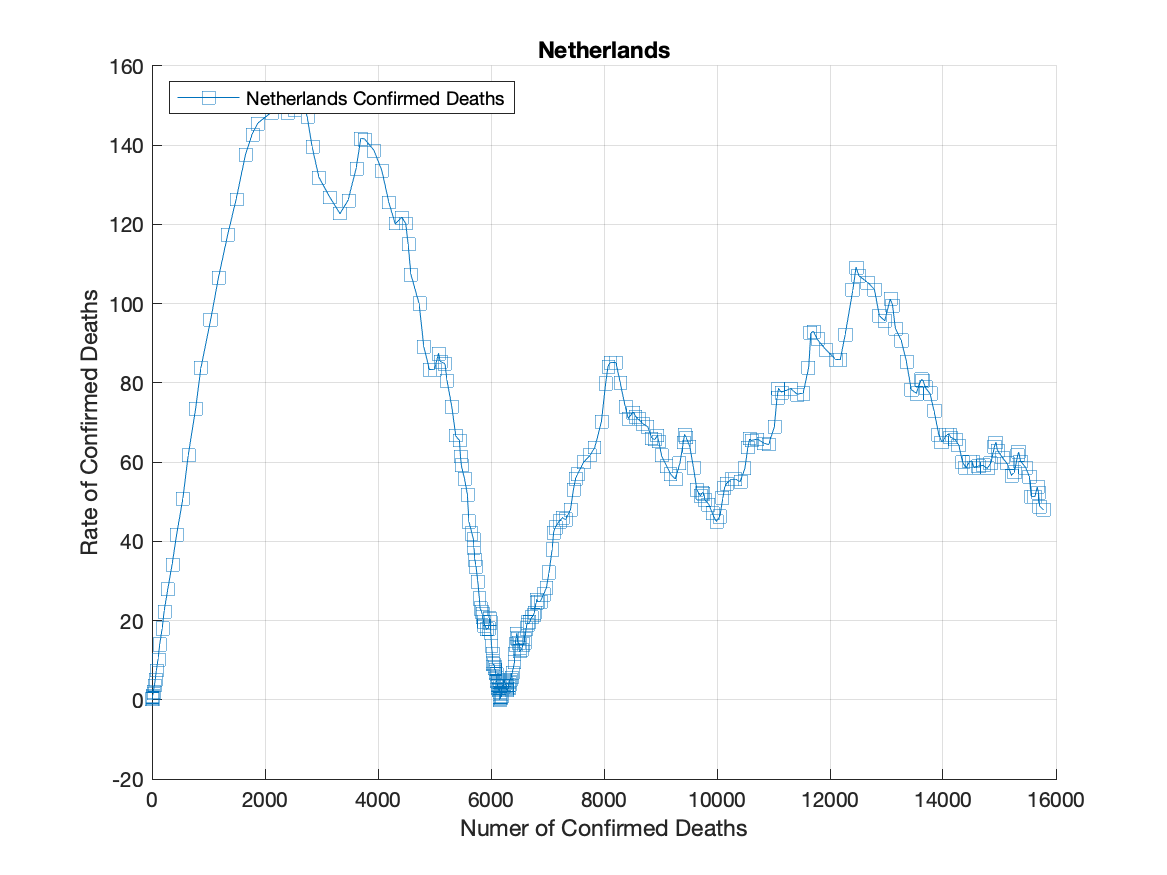 Netherlands
160
Netherlands Confirmed Deaths
140
120
100
80
60
40
20
0
-20
Rate of Confirmed Deaths
0 2000 4000 6000 8000 10000 12000 14000 16000
Numer of Confirmed Deaths